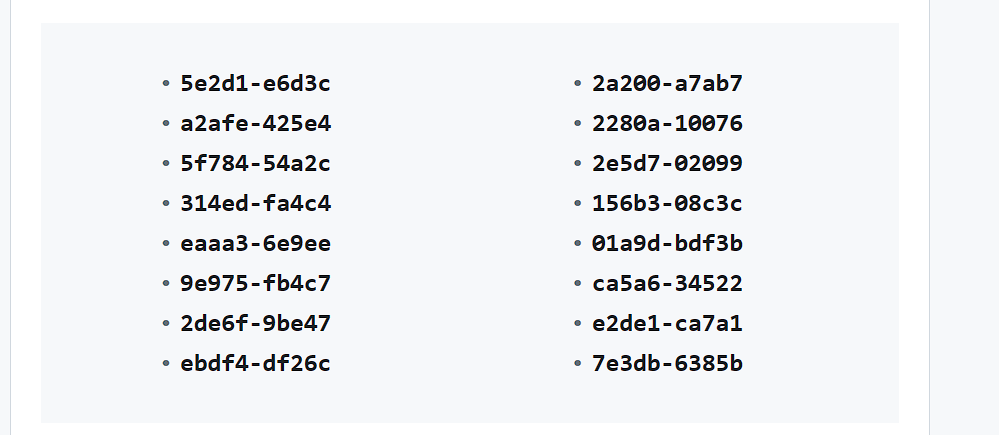 5e2d1-e6d3c
a2afe-425e4
5f784-54a2c
314ed-fa4c4
eaaa3-6e9ee
9e975-fb4c7
2de6f-9be47
ebdf4-df26c
2a200-a7ab7
2280a-10076
2e5d7-02099
156b3-08c3c
01a9d-bdf3b
ca5a6-34522
e2de1-ca7a1
7e3db-6385b